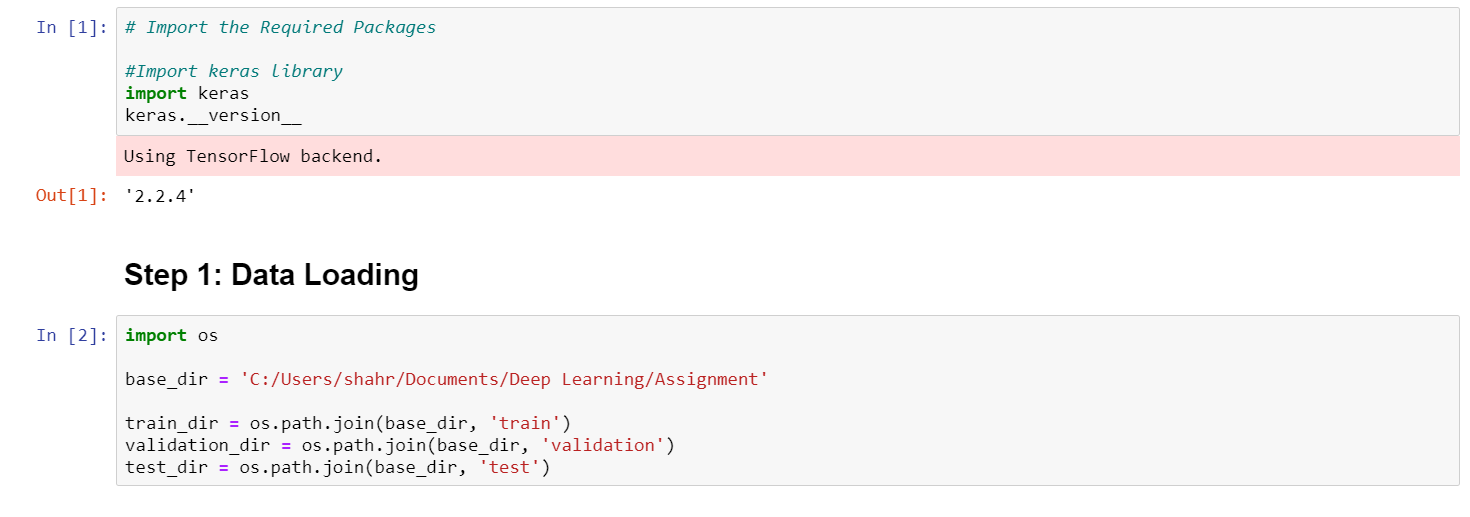 In [1]: # Import the Required Packages
#Import keras library
import keras
keras.__version__
Using TensorFlow backend.
Out[1]: '2.2.4'
Step 1: Data Loading
In [2]: import os
base_dir = 'C:/Users/shahr/Documents/Deep Learning/Assignment'
train_dir = os.path.join(base_dir, 'train')
validation_dir = os.path.join(base_dir, 'validation')
test_dir = os.path.join(base_dir, 'test')